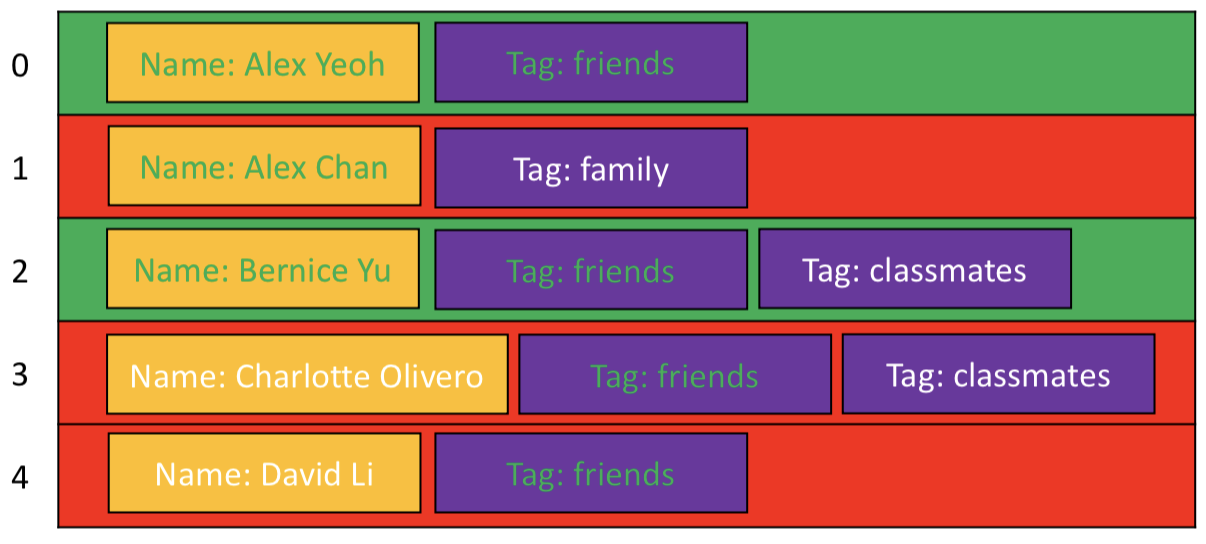 0 Name: Alex Yeoh Tag: friends
1 Name: Alex Chan Tag: family
2 Name: Bernice Yu Tag: friends Tag: classmates
3 Name: Charlotte Olivero Tag: friends Tag: classmates
4 Name: David Li Tag: friends